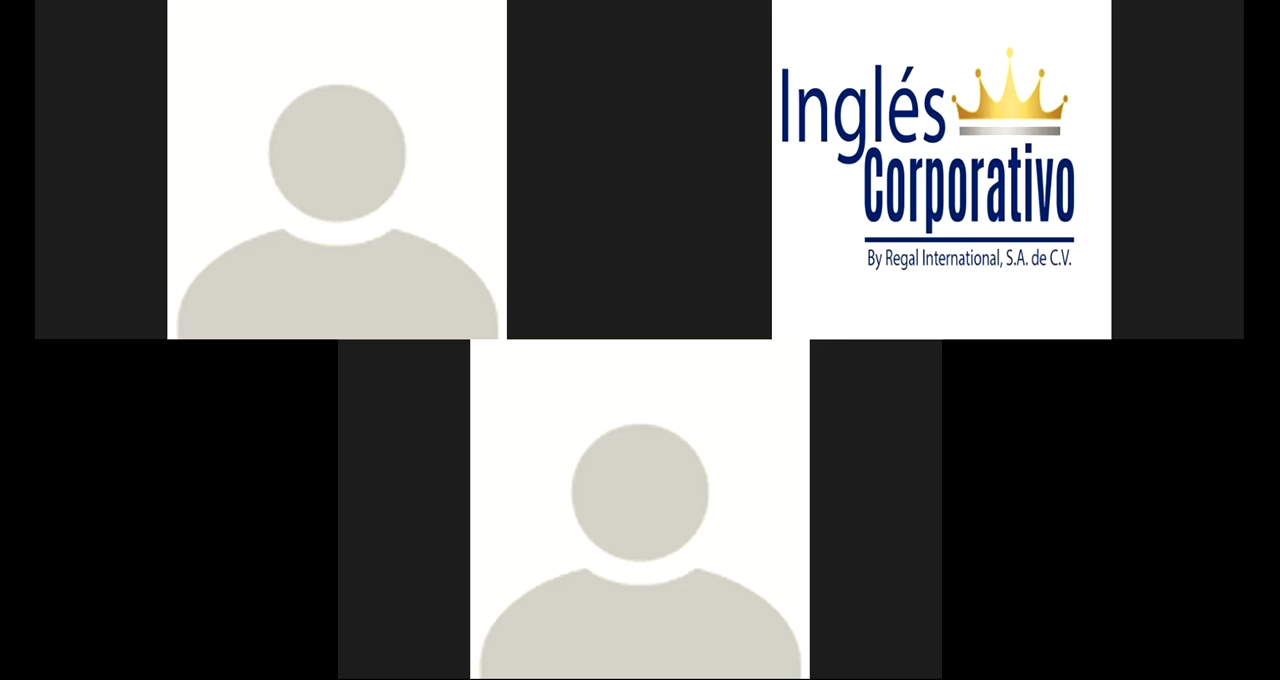 Inglés
Corporativo
By Regal International, S.A. de C.V.